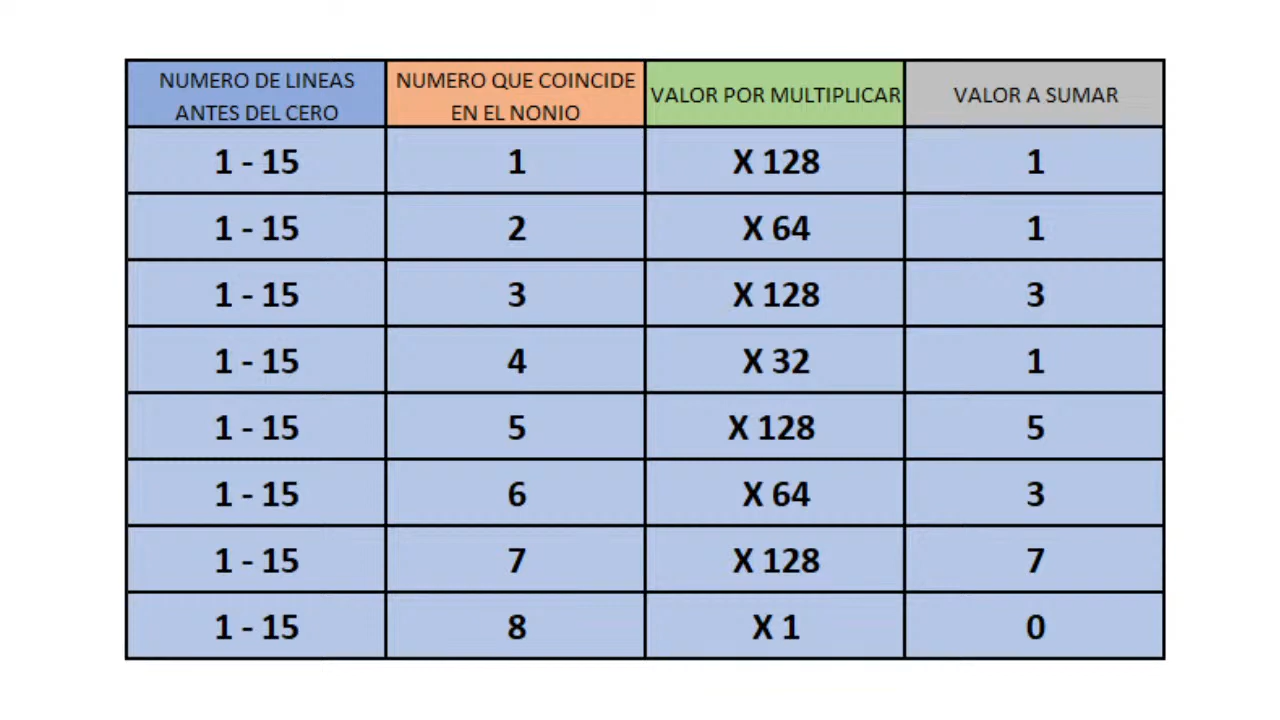 NUMERO DE LINEAS ANTES DEL CERO	NUMERO QUE COINCIDE EN EL NONIO	VALOR POR MULTIPLICAR	VALOR A SUMAR
1 - 15	1	X 128	1
1 - 15	2	X 64	1
1 - 15	3	X 128	3
1 - 15	4	X 32	1
1 - 15	5	X 128	5
1 - 15	6	X 64	3
1 - 15	7	X 128	7
1 - 15	8	X 1	0